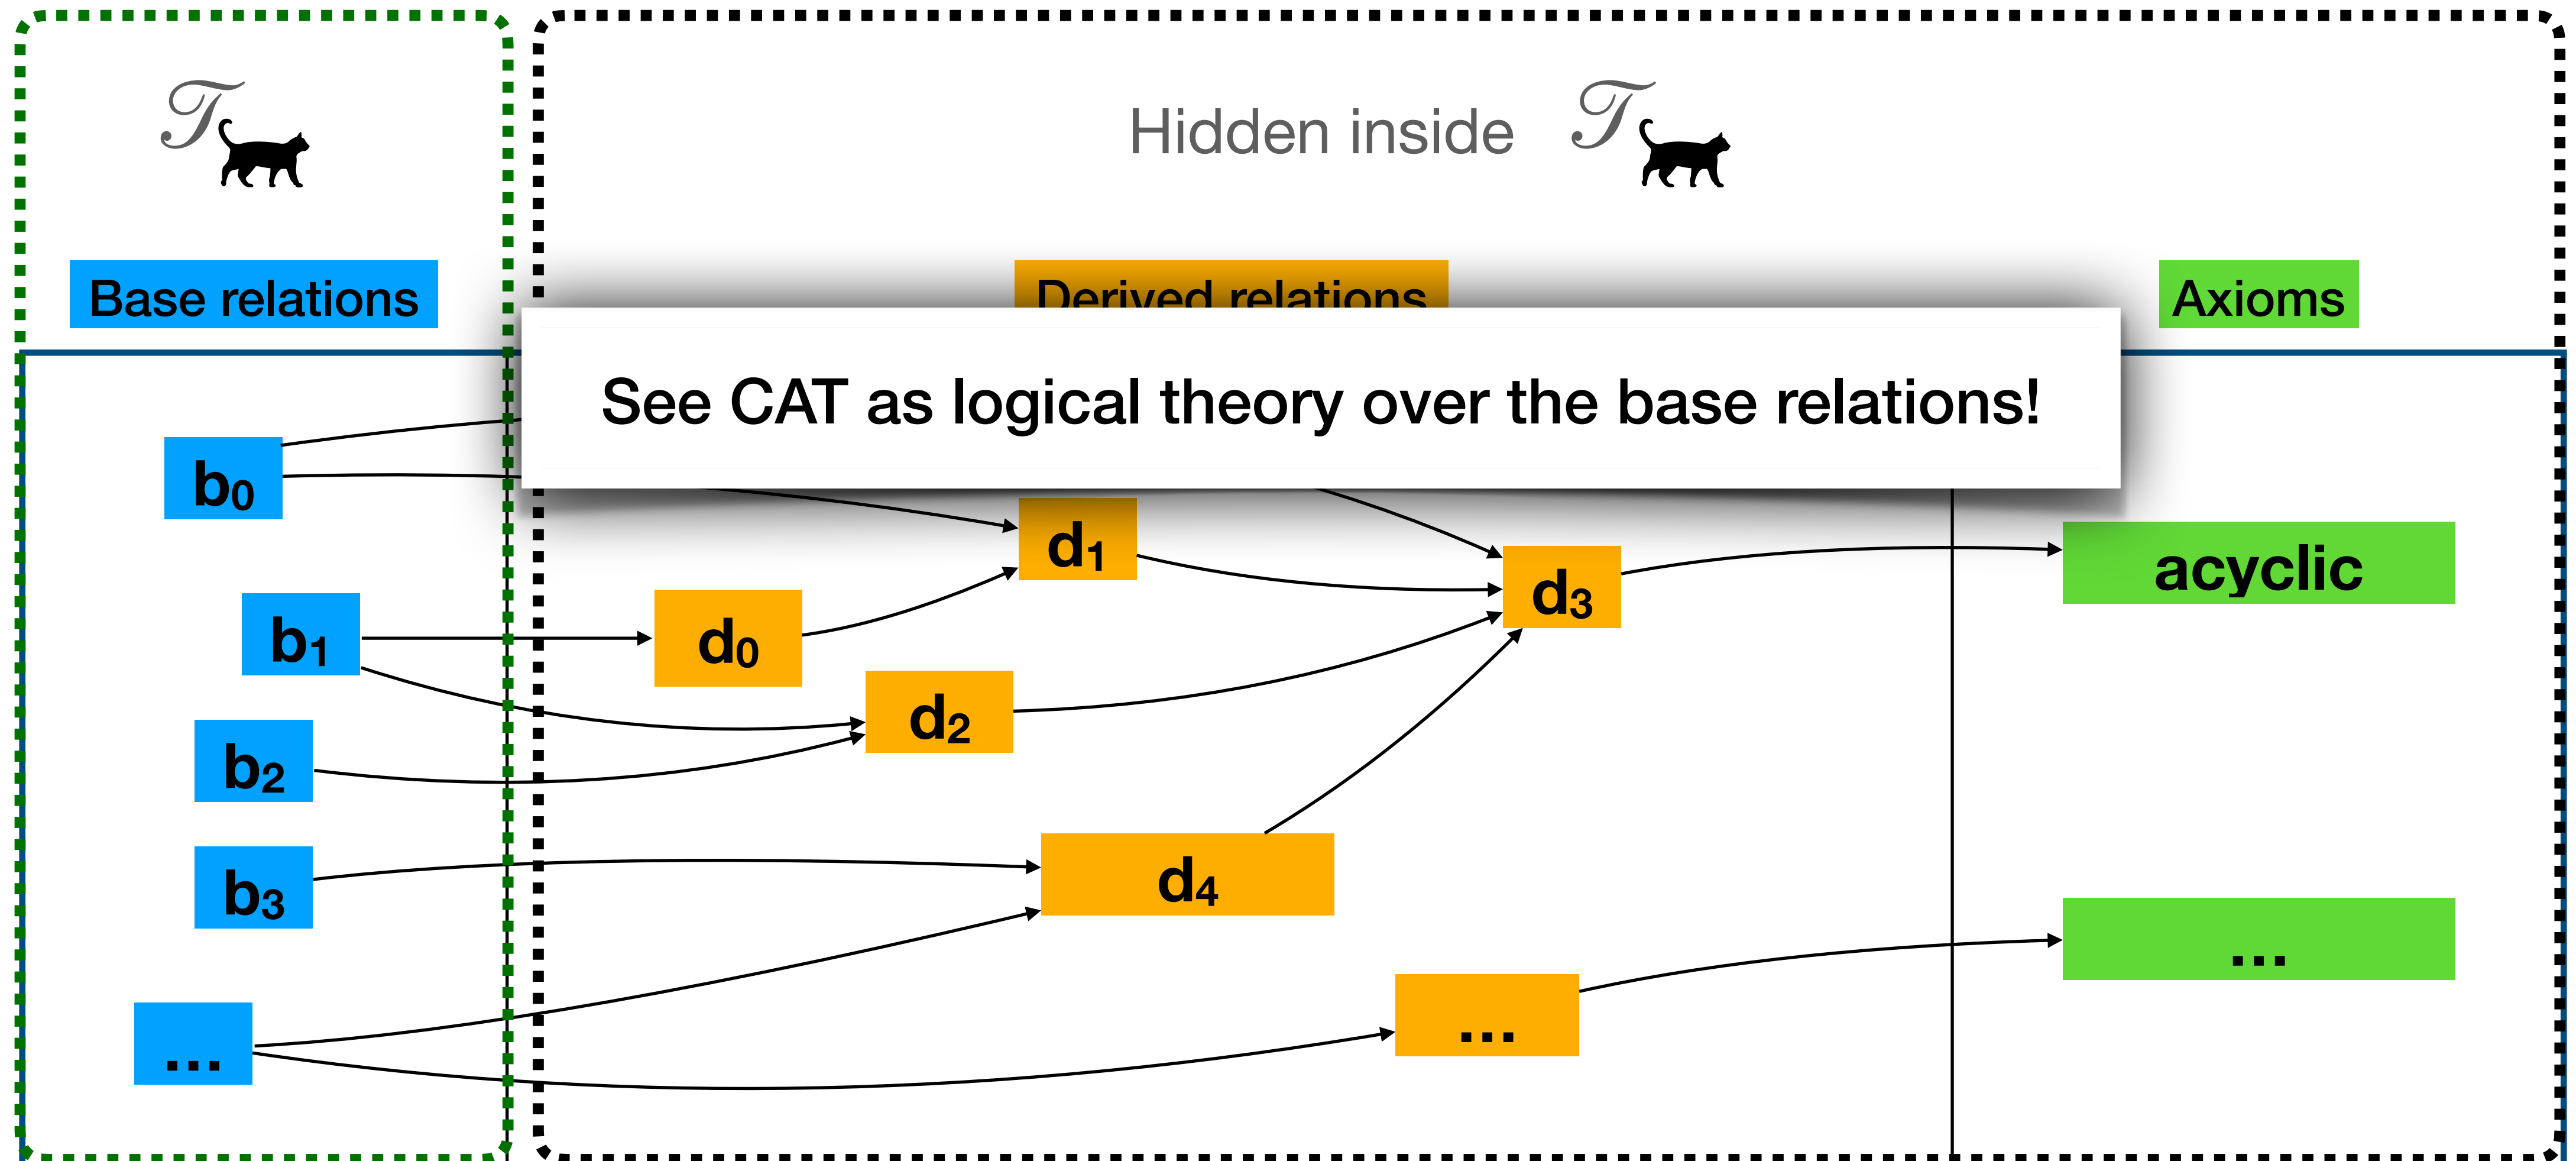 𝒯
Hidden inside 𝒯
Base relations
Derived relations
Axioms
See CAT as logical theory over the base relations!
b₀
d₁
d₃
acyclic
b₁
d₀
d₂
b₂
b₃
d₄
...
...
...